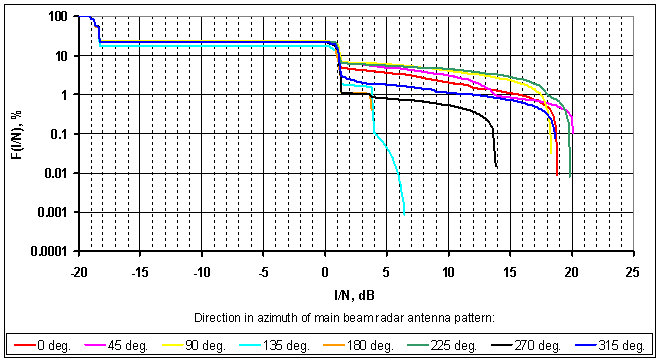 F(I/N), %
100
10
1
0.1
0.01
0.001
0.0001
-20 -15 -10 -5 0 5 10 15 20 25
I/N, dB
Direction in azimuth of main beam radar antenna pattern:
0 deg. 45 deg. 90 deg. 135 deg. 180 deg. 225 deg. 270 deg. 315 deg.